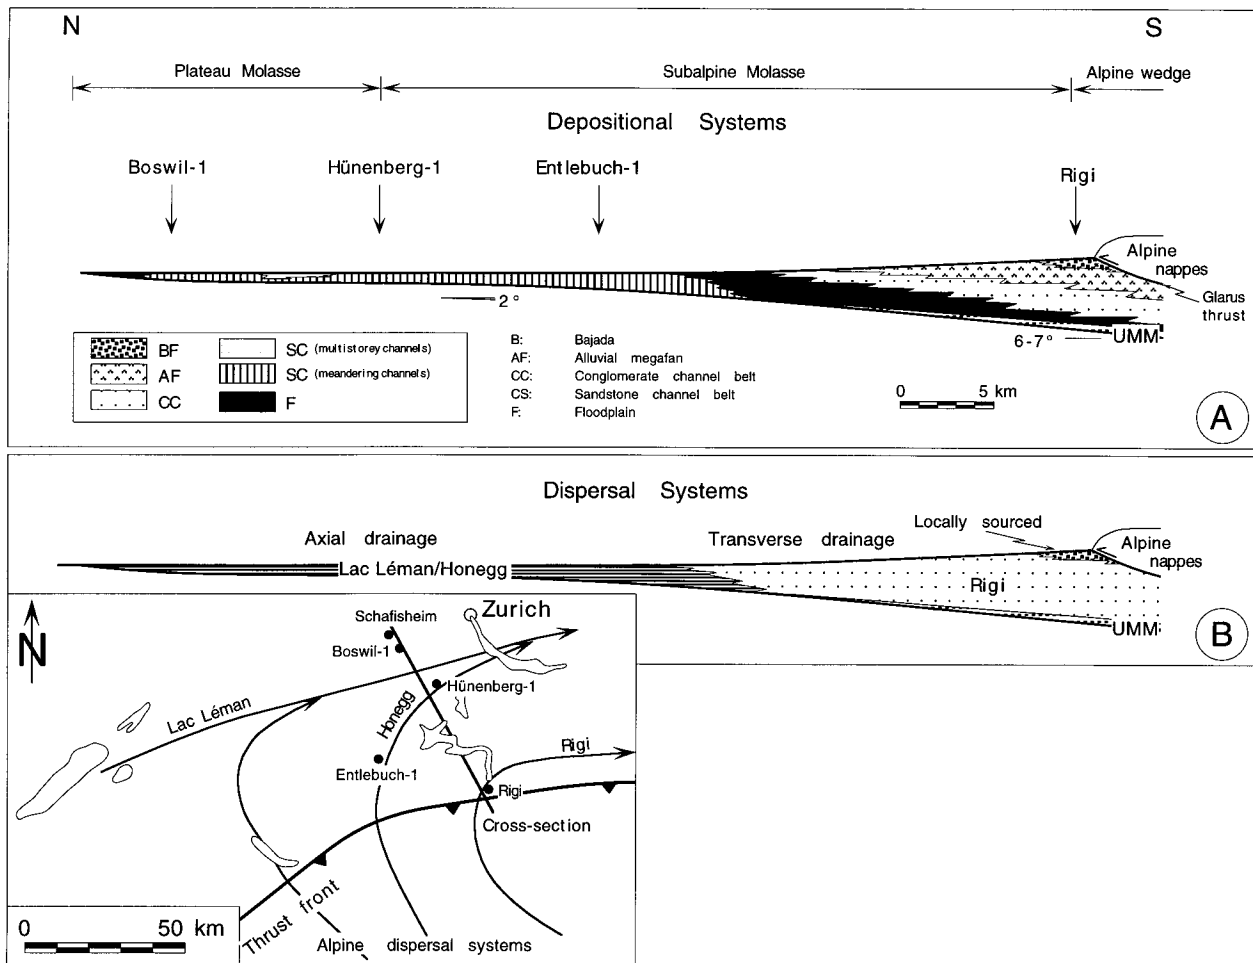 N S
Plateau Molasse Subalpine Molasse Alpine wedge
Depositional Systems
Boswil-1 Hünenberg-1 Entlebuch-1 Rigi
Alpine
nappes
Glarus
thrust
2°
6-7° UMM
BF SC (multistorey channels)
AF SC (meandering channels)
CC F
B: Bajada
AF: Alluvial megafan
CC: Conglomerate channel belt
CS: Sandstone channel belt
F: Floodplain
0 5 km
A
Dispersal Systems
Locally sourced
Axial drainage Transverse drainage
Alpine
nappes
Lac Léman/Honegg
Rigi
UMM
B
N
Schafisheim
Zurich
Boswil-1
Hünenberg-1
Honegg
Lac Léman
Rigi
Entlebuch-1
Rigi
Cross-section
Thrust front
Alpine dispersal systems
0 50 km